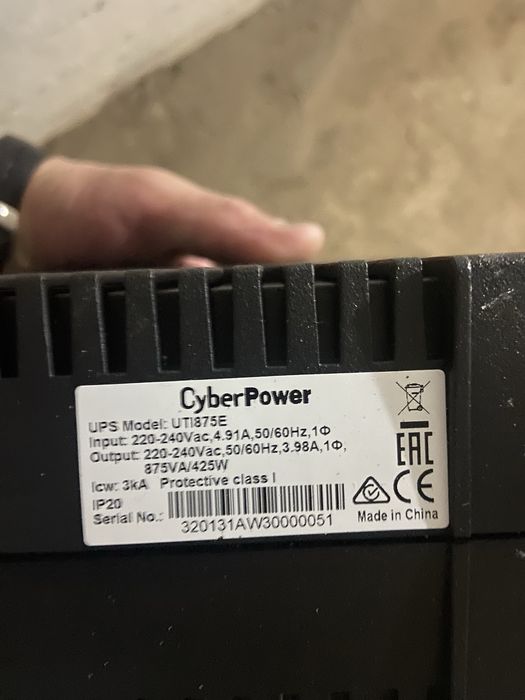 CyberPower
UPS Model: UTI875E
Input: 220-240Vac,4.91A,50/60Hz,1Φ
Output: 220-240Vac,50/60Hz,3.98A,1Φ,
875VA/425W
Icw: 3kA Protective class I
IP20
Serial No.:
320131AW30000051
EAC
CE
Made in China